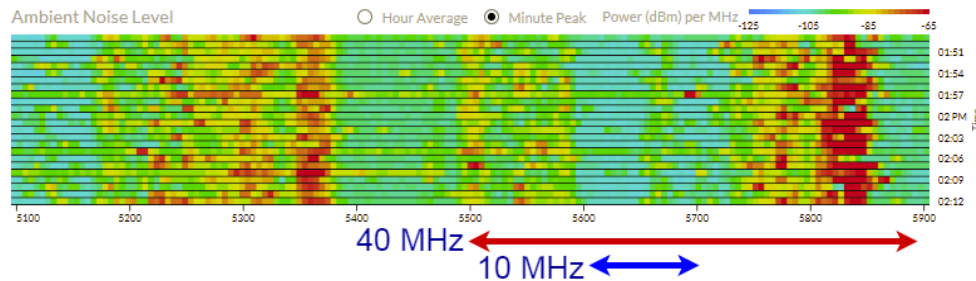 Ambient Noise Level Hour Average Minute Peak Power (dBm) per MHz -125 -105 -85 -65
01:51
01:54
01:57
02 PM
02:03
02:06
02:09
02:12
Time
5100 5200 5300 5400 5500 5600 5700 5800 5900
40 MHz
10 MHz